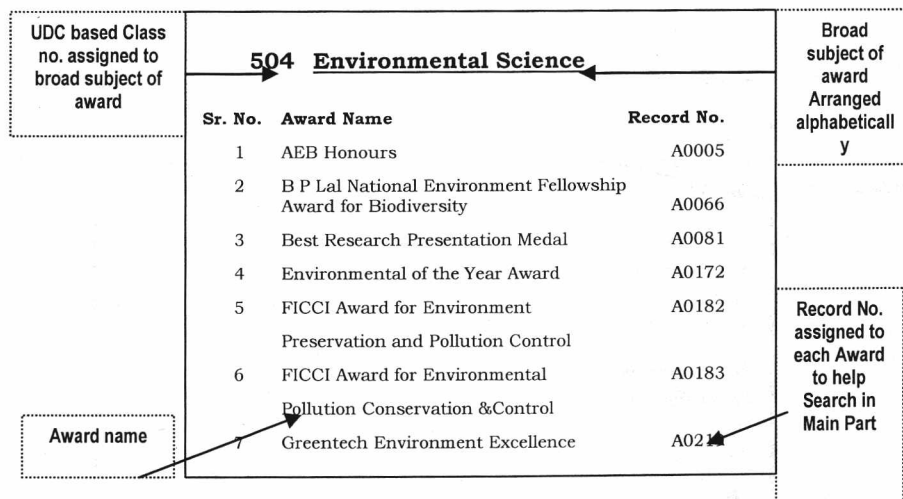 UDC based Class
no. assigned to
broad subject of
award
504 Environmental Science
Broad
subject of
award
Arranged
alphabeticall
y
Sr. No. Award Name Record No.
1 AEB Honours A0005
2 B P Lal National Environment Fellowship
Award for Biodiversity A0066
3 Best Research Presentation Medal A0081
4 Environmental of the Year Award A0172
5 FICCI Award for Environment A0182
Preservation and Pollution Control
6 FICCI Award for Environmental A0183
Pollution Conservation &Control
7 Greentech Environment Excellence
Record No.
assigned to
each Award
to help
Search in
Main Part
Award name